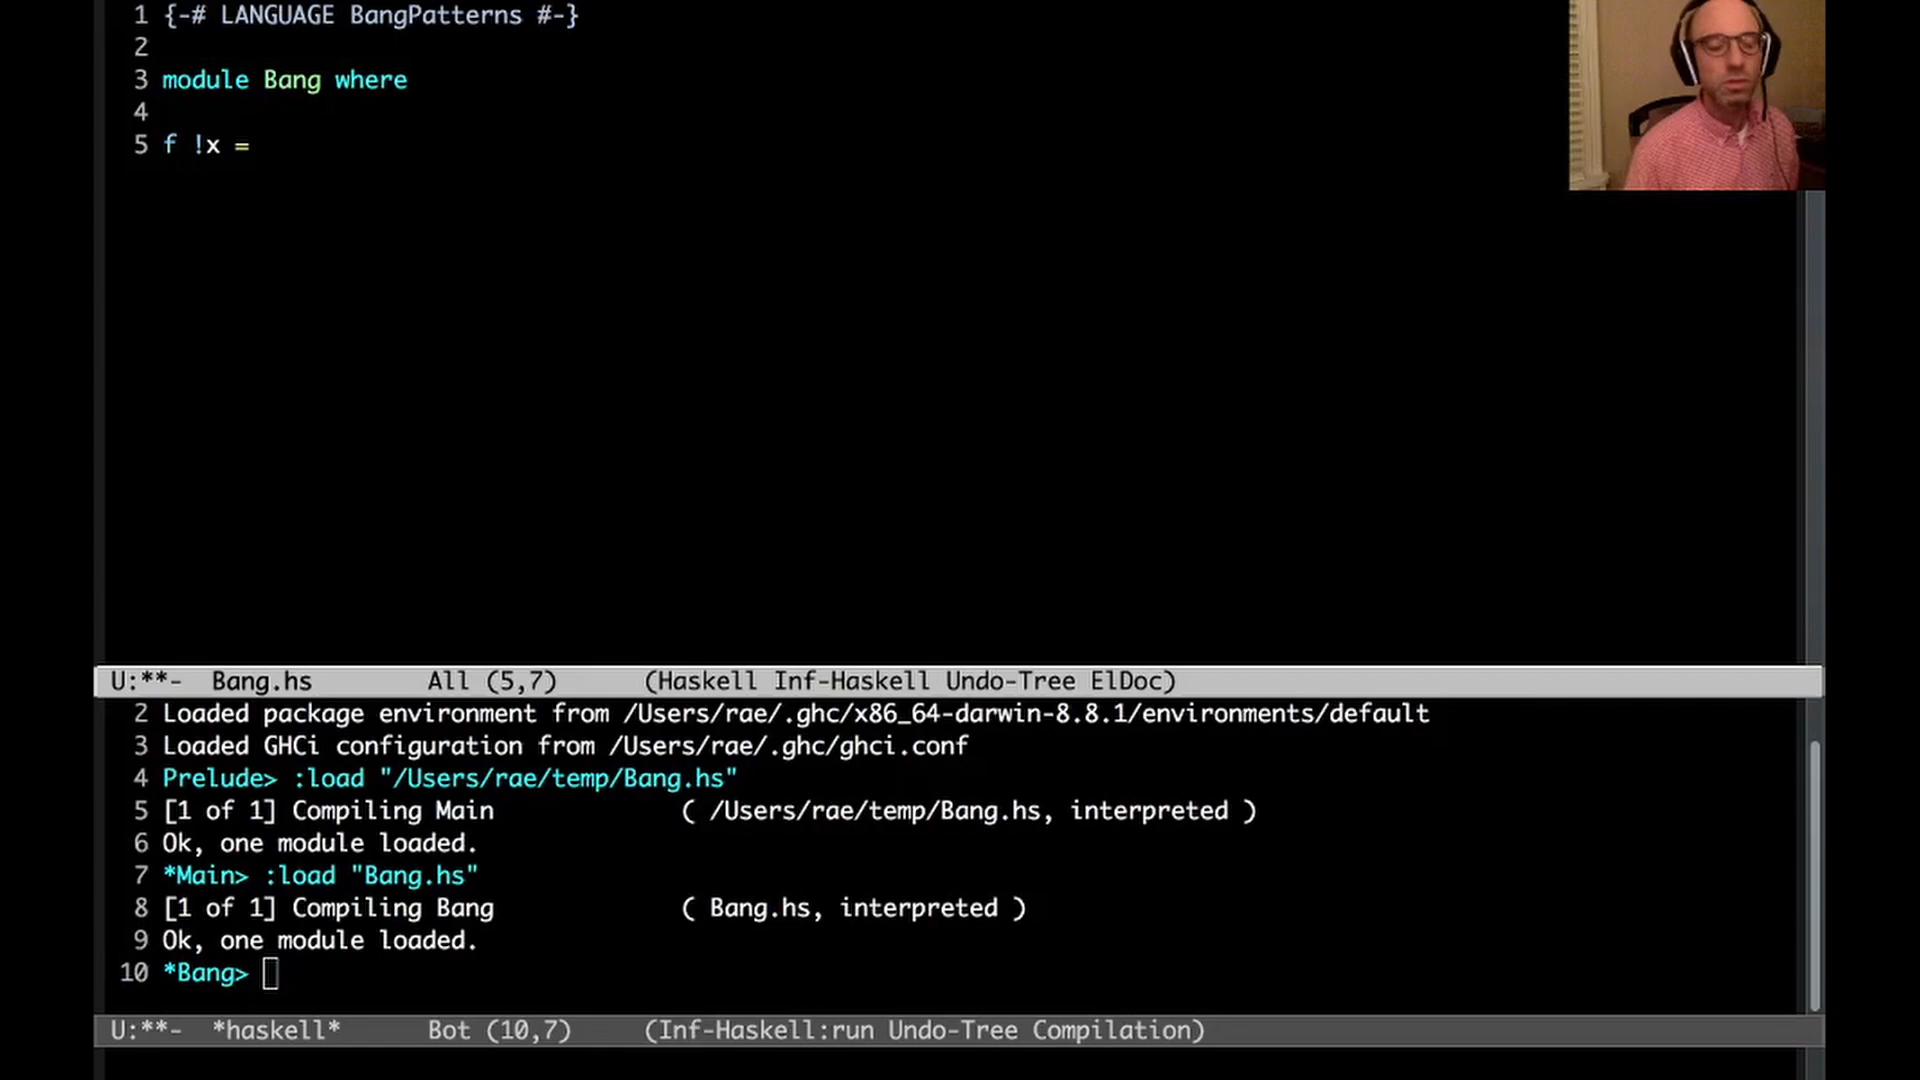 1 {-# LANGUAGE BangPatterns #-}
2
3 module Bang where
4
5 f !x =
U:**-  Bang.hs        All (5,7)      (Haskell Inf-Haskell Undo-Tree ElDoc)
2 Loaded package environment from /Users/rae/.ghc/x86_64-darwin-8.8.1/environments/default
3 Loaded GHCi configuration from /Users/rae/.ghc/ghci.conf
4 Prelude> :load "/Users/rae/temp/Bang.hs"
5 [1 of 1] Compiling Main             ( /Users/rae/temp/Bang.hs, interpreted )
6 Ok, one module loaded.
7 *Main> :load "Bang.hs"
8 [1 of 1] Compiling Bang             ( Bang.hs, interpreted )
9 Ok, one module loaded.
10 *Bang>
U:**-  *haskell*      Bot (10,7)     (Inf-Haskell:run Undo-Tree Compilation)